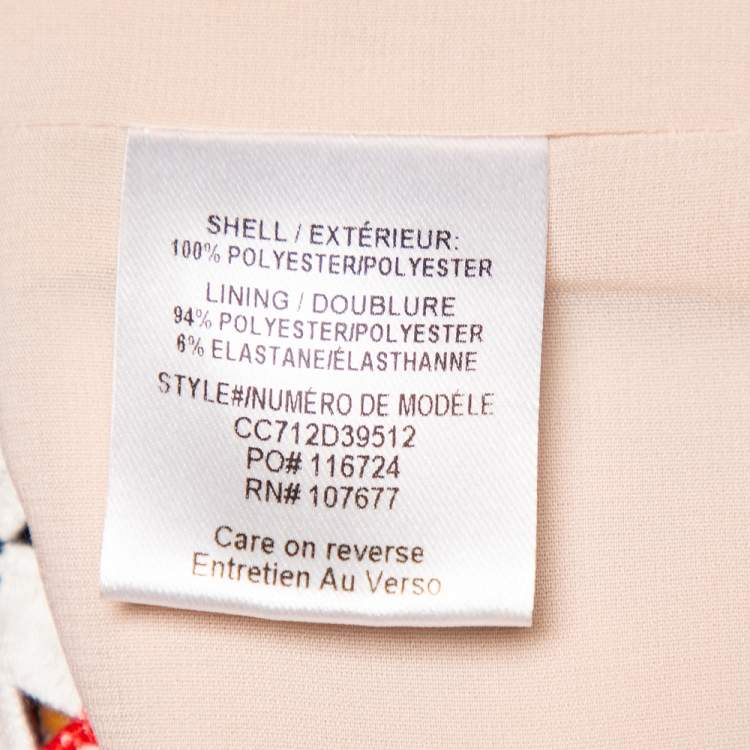 SHELL / EXTÉRIEUR:
100% POLYESTER/POLYESTER
LINING / DOUBLURE
94% POLYESTER/POLYESTER
6% ELASTANE/ÉLASTHANNE
STYLE#/NUMÉRO DE MODÉLE
CC712D39512
PO# 116724
RN# 107677
Care on reverse
Entretien Au Verso